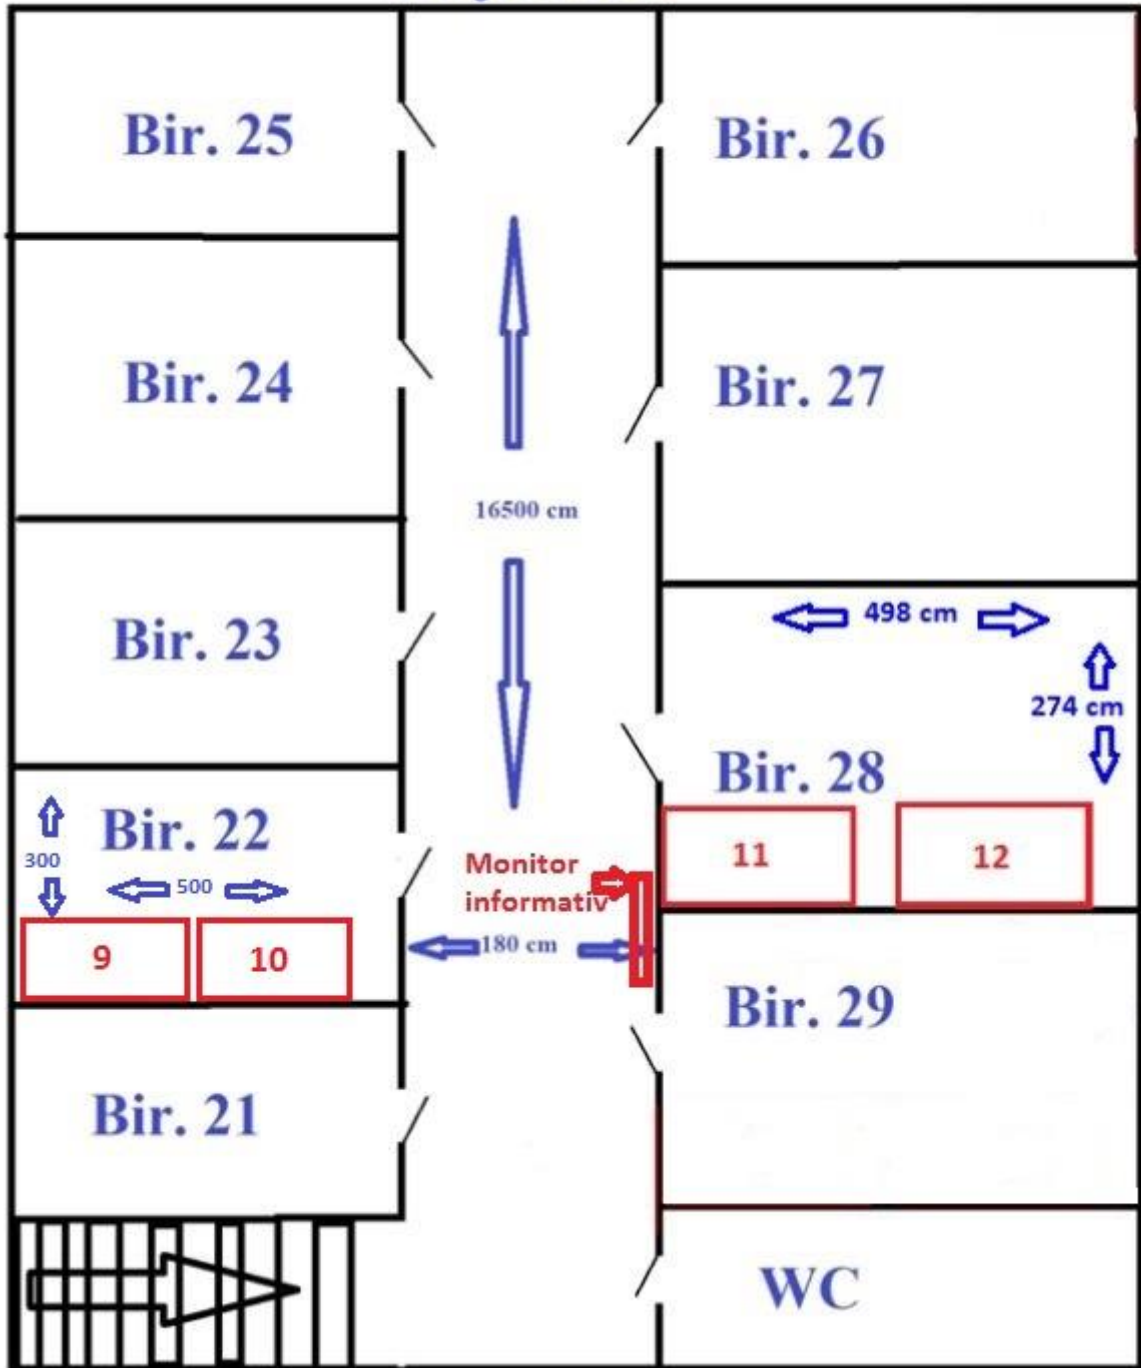 Bir. 25
Bir. 26
Bir. 24
Bir. 27
16500 cm
Bir. 23
498 cm
274 cm
Bir. 28
Bir. 22
300
500
Monitor
informativ
11
12
9
10
180 cm
Bir. 29
Bir. 21
WC